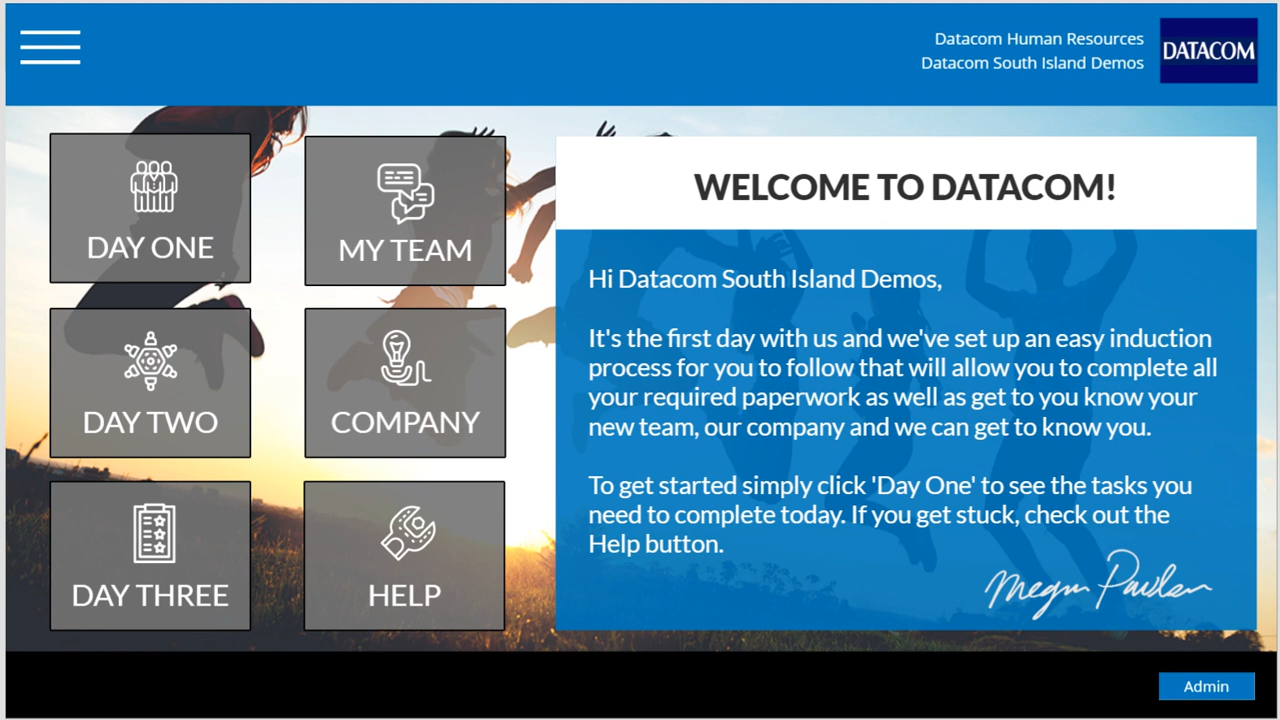 Datacom Human Resources
Datacom South Island Demos
DATACOM
DAY ONE
MY TEAM
DAY TWO
COMPANY
DAY THREE
HELP
WELCOME TO DATACOM!
Hi Datacom South Island Demos,
It's the first day with us and we've set up an easy induction
process for you to follow that will allow you to complete all
your required paperwork as well as get to you know your
new team, our company and we can get to know you.
To get started simply click 'Day One' to see the tasks you
need to complete today. If you get stuck, check out the
Help button.
Megan
Admin